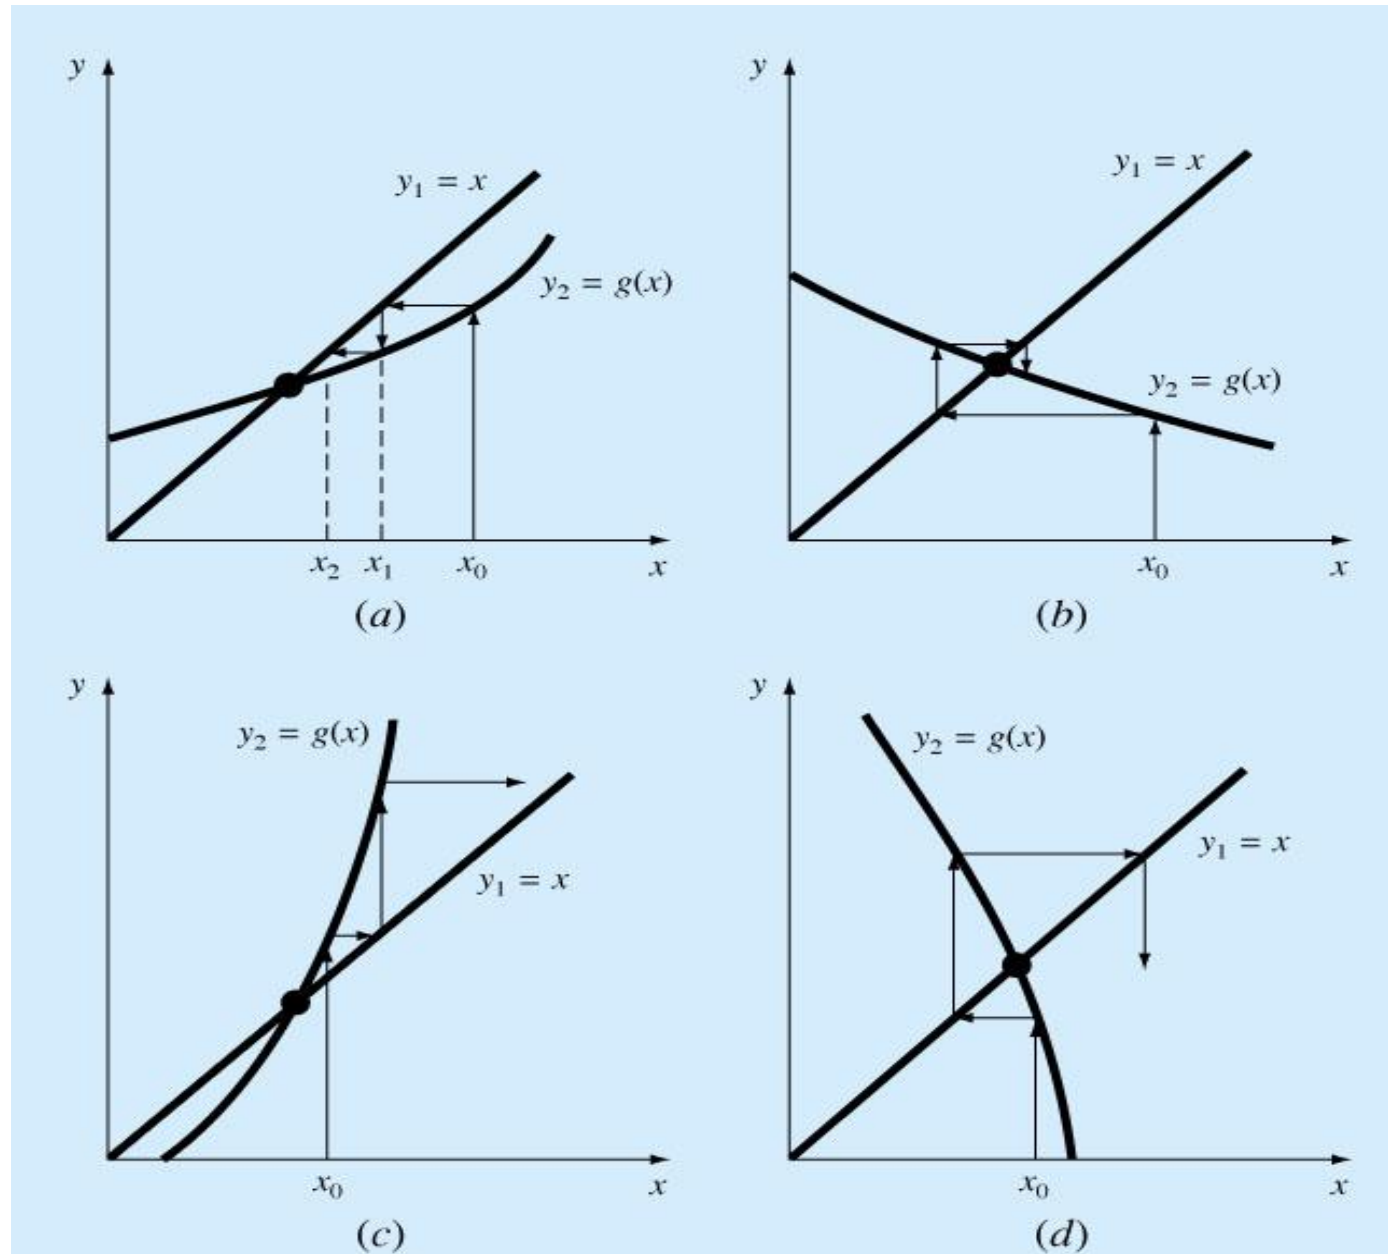 y
y₁ = x
y₂ = g(x)
x₂ x₁ x₀ x
(a)
y
y₁ = x
y₂ = g(x)
x₀ x
(b)
y
y₂ = g(x)
y₁ = x
x₀ x
(c)
y
y₂ = g(x)
y₁ = x
x₀ x
(d)